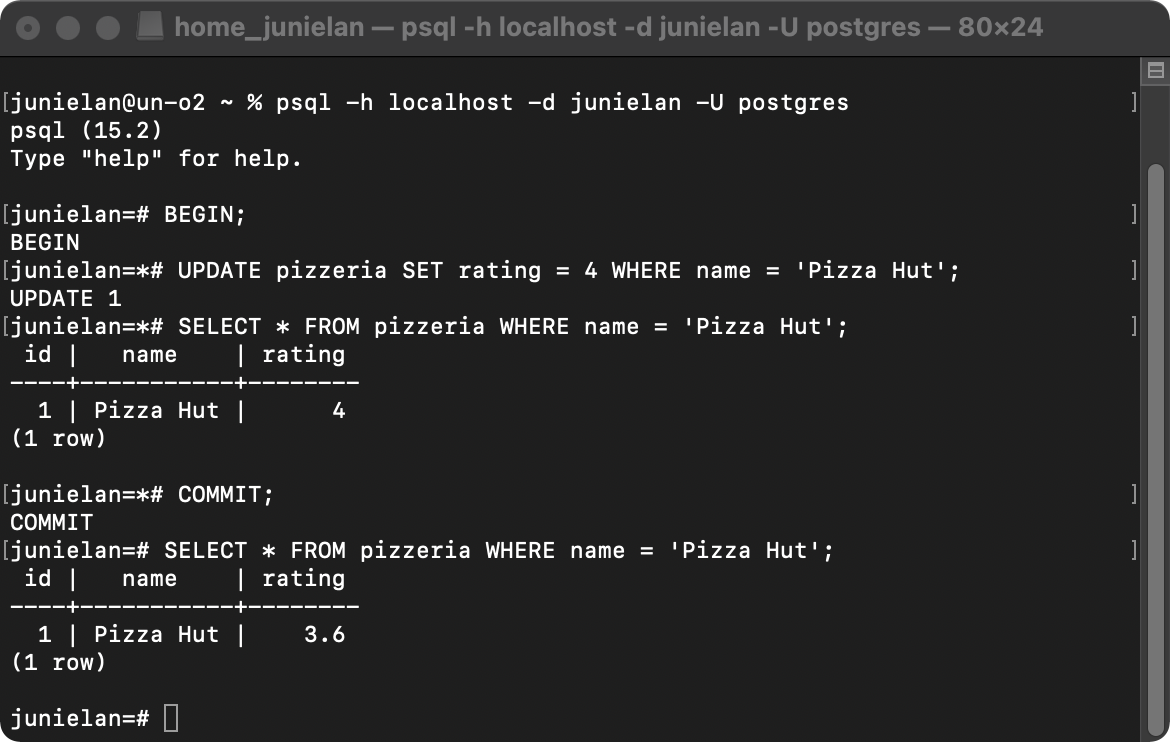 home_junielan — psql -h localhost -d junielan -U postgres — 80×24
[junielan@un-o2 ~ % psql -h localhost -d junielan -U postgres ]
psql (15.2)
Type "help" for help.
[junielan=# BEGIN; ]
BEGIN
[junielan=*# UPDATE pizzeria SET rating = 4 WHERE name = 'Pizza Hut'; ]
UPDATE 1
[junielan=*# SELECT * FROM pizzeria WHERE name = 'Pizza Hut'; ]
 id |   name    | rating
----+-----------+--------
  1 | Pizza Hut |      4
(1 row)
[junielan=*# COMMIT; ]
COMMIT
[junielan=# SELECT * FROM pizzeria WHERE name = 'Pizza Hut'; ]
 id |   name    | rating
----+-----------+--------
  1 | Pizza Hut |    3.6
(1 row)
junielan=#